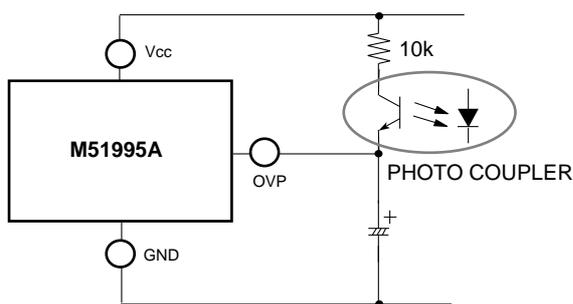 Vcc
10k
M51995A
OVP
PHOTO COUPLER
+
GND